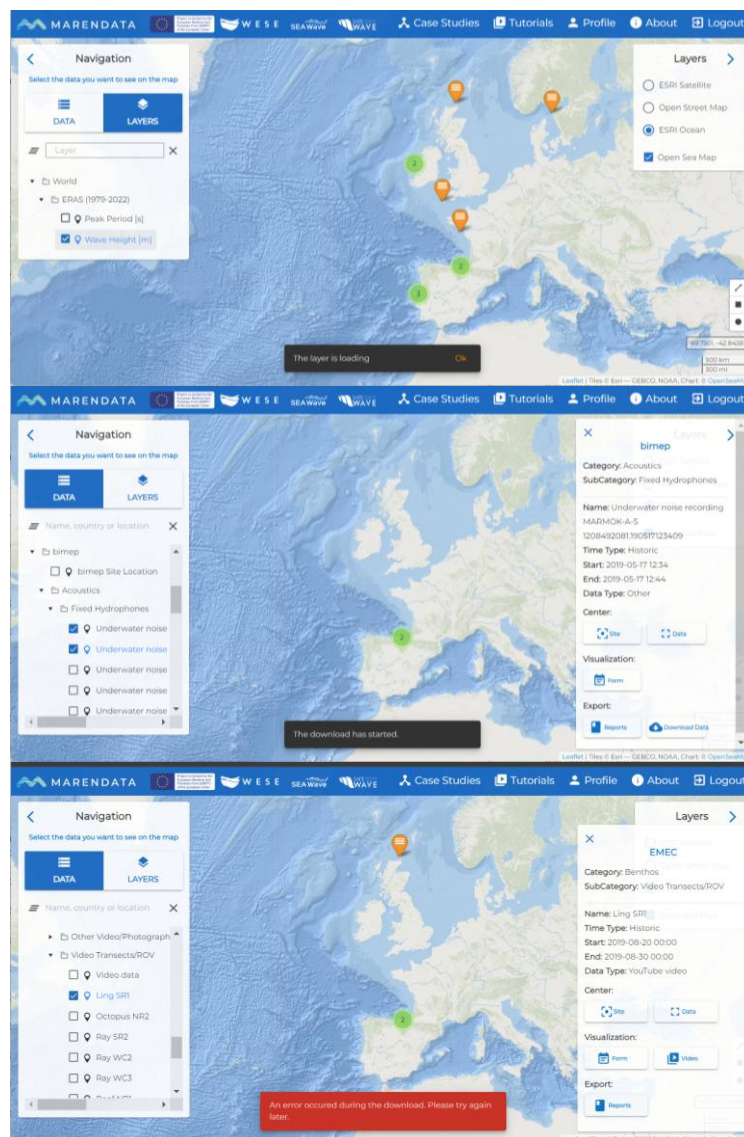 MARENDATA
WESE
SEAWave
WAVE
Case Studies
Tutorials
Profile
About
Logout
Navigation
Select the data you want to see on the map
DATA
LAYERS
Layer
World
ERA5 (1979-2022)
Peak Period [s]
Wave Height [m]
Layers
ESRI Satellite
Open Street Map
ESRI Ocean
Open Sea Map
2
2
3
The layer is loading
Ok
500 km
300 mi
MARENDATA
WESE
SEAWave
WAVE
Case Studies
Tutorials
Profile
About
Logout
Navigation
Select the data you want to see on the map
DATA
LAYERS
Name, country or location
bimep
bimep Site Location
Acoustics
Fixed Hydrophones
Underwater noise
Underwater noise
Underwater noise
Underwater noise
Underwater noise
2
The download has started.
Layers
bimep
Category: Acoustics
SubCategory: Fixed Hydrophones
Name: Underwater noise recording
MARMOK-A-5
1208492081.190517123409
Time Type: Historic
Start: 2019-05-17 12:34
End: 2019-05-17 12:44
Data Type: Other
Center:
Site
Data
Visualization:
Form
Export:
Reports
Download Data
MARENDATA
WESE
SEAWave
WAVE
Case Studies
Tutorials
Profile
About
Logout
Navigation
Select the data you want to see on the map
DATA
LAYERS
Name, country or location
Other Video/Photograph
Video Transects/ROV
Video data
Ling SR1
Octopus NR2
Ray SR2
Ray WC2
Ray WC3
2
An error occured during the download. Please try again
later.
Layers
EMEC
Category: Benthos
SubCategory: Video Transects/ROV
Name: Ling SR1
Time Type: Historic
Start: 2019-08-20 00:00
End: 2019-08-30 00:00
Data Type: YouTube video
Center:
Site
Data
Visualization:
Form
Video
Export:
Reports